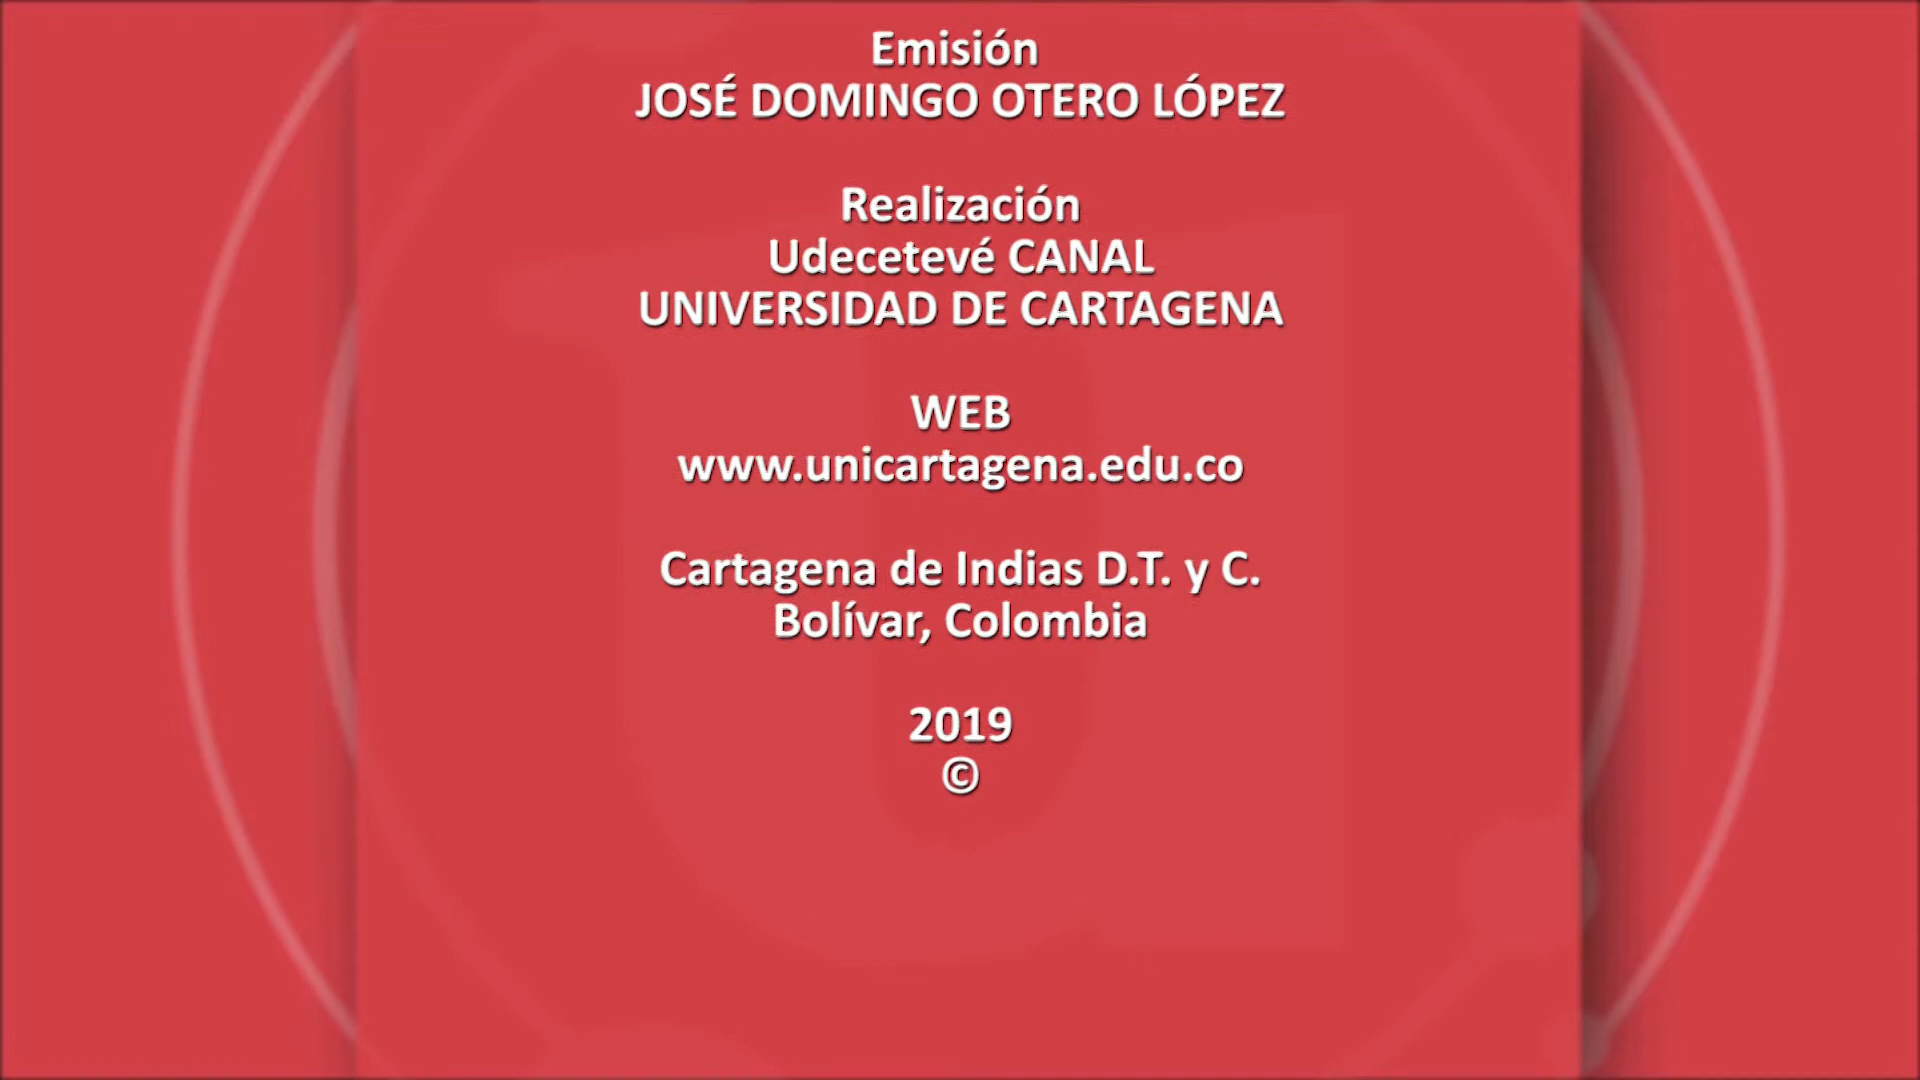 Emisión
JOSÉ DOMINGO OTERO LÓPEZ
Realización
Udecetevé CANAL
UNIVERSIDAD DE CARTAGENA
WEB
www.unicartagena.edu.co
Cartagena de Indias D.T. y C.
Bolívar, Colombia
2019
©